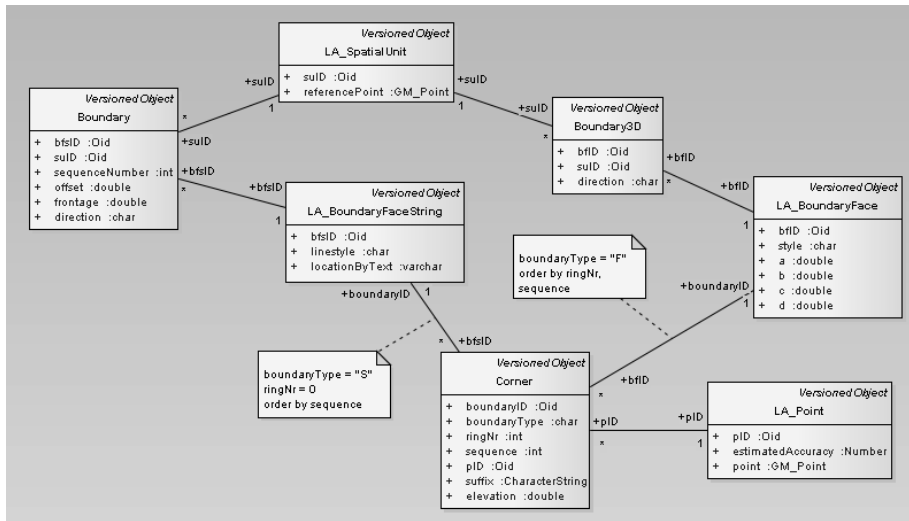 Versioned Object
LA_SpatialUnit
+ suID :Oid
+ referencePoint :GM_Point
+suID
1
+suID
1
Versioned Object
Boundary
+ bfsID :Oid
+ suID :Oid
+ sequenceNumber :int
+ offset :double
+ frontage :double
+ direction :char
*
+suID
+bfsID
*
+suID
*
Versioned Object
Boundary3D
+ bfID :Oid
+ suID :Oid
+ direction :char
+bfID
*
+bfsID
1
Versioned Object
LA_BoundaryFaceString
+ bfsID :Oid
+ linestyle :char
+ locationByText :varchar
+bfID
1
Versioned Object
LA_BoundaryFace
+ bfID :Oid
+ style :char
+ a :double
+ b :double
+ c :double
+ d :double
boundaryType = "F"
order by ringNr,
sequence
+boundaryID
1
+boundaryID
1
boundaryType = "S"
ringNr = 0
order by sequence
* +bfsID
Versioned Object
Corner
+ boundaryID :Oid
+ boundaryType :char
+ ringNr :int
+ sequence :int
+ pID :Oid
+ suffix :CharacterString
+ elevation :double
+bfID
*
+pID
*
+pID
1
Versioned Object
LA_Point
+ pID :Oid
+ estimatedAccuracy :Number
+ point :GM_Point